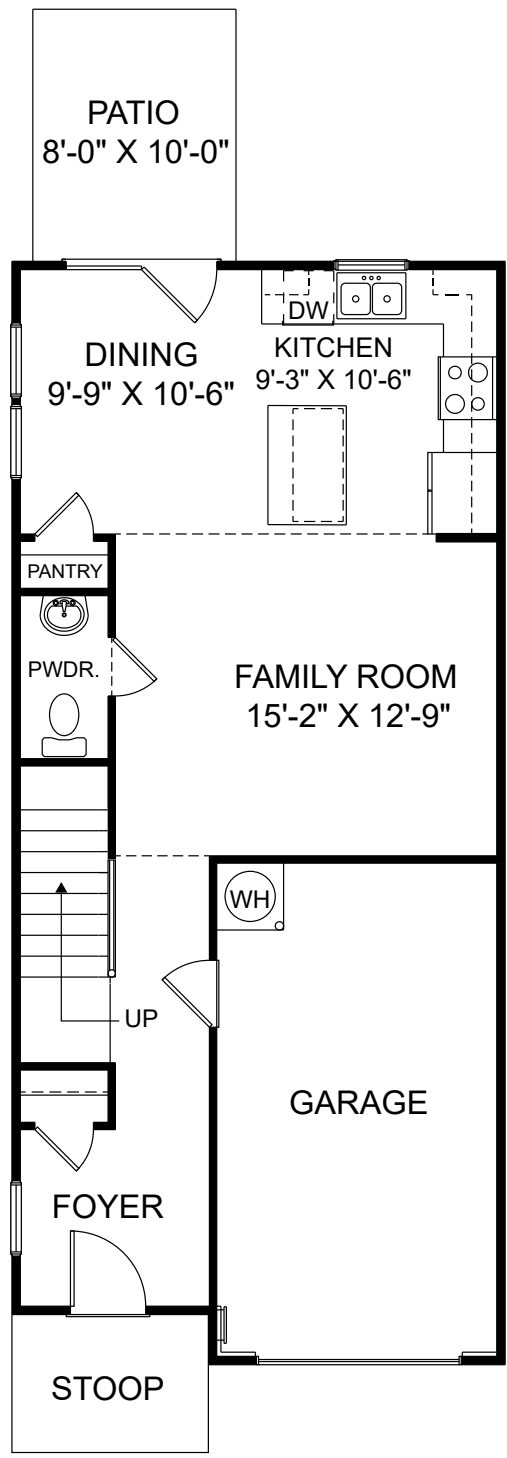 PATIO
8'-0" X 10'-0"
DW
DINING
9'-9" X 10'-6"
KITCHEN
9'-3" X 10'-6"
PANTRY
PWDR.
FAMILY ROOM
15'-2" X 12'-9"
WH
UP
GARAGE
FOYER
STOOP